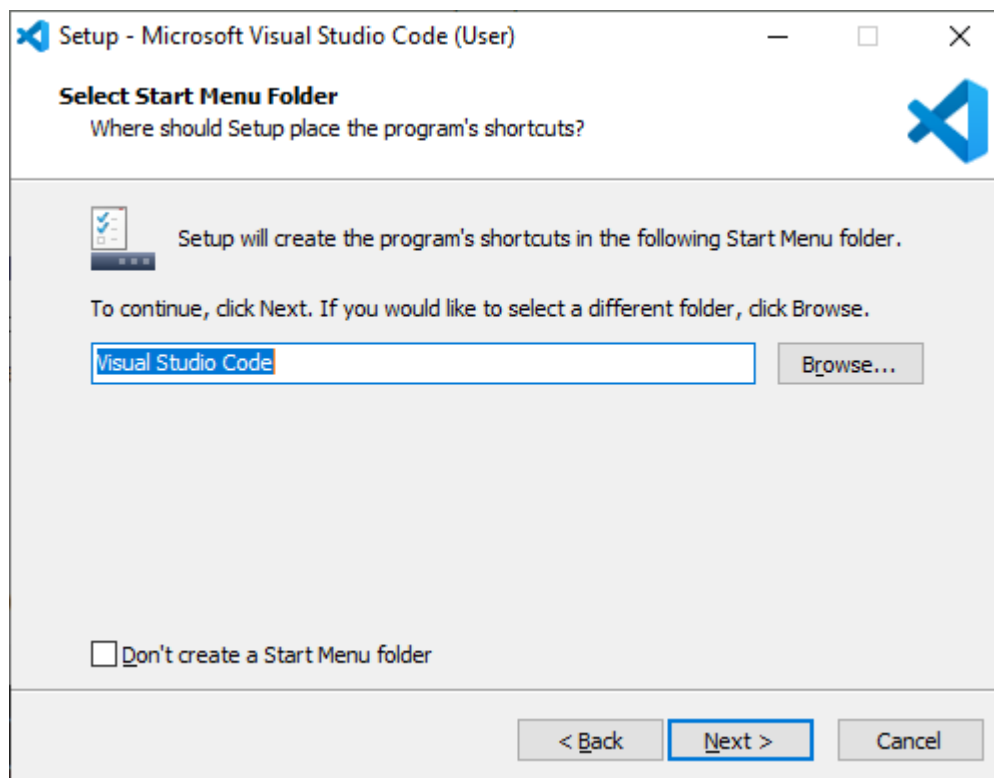 Setup - Microsoft Visual Studio Code (User)
Select Start Menu Folder
Where should Setup place the program's shortcuts?
Setup will create the program's shortcuts in the following Start Menu folder.
To continue, click Next. If you would like to select a different folder, click Browse.
Visual Studio Code
Browse...
Don't create a Start Menu folder
< Back
Next >
Cancel